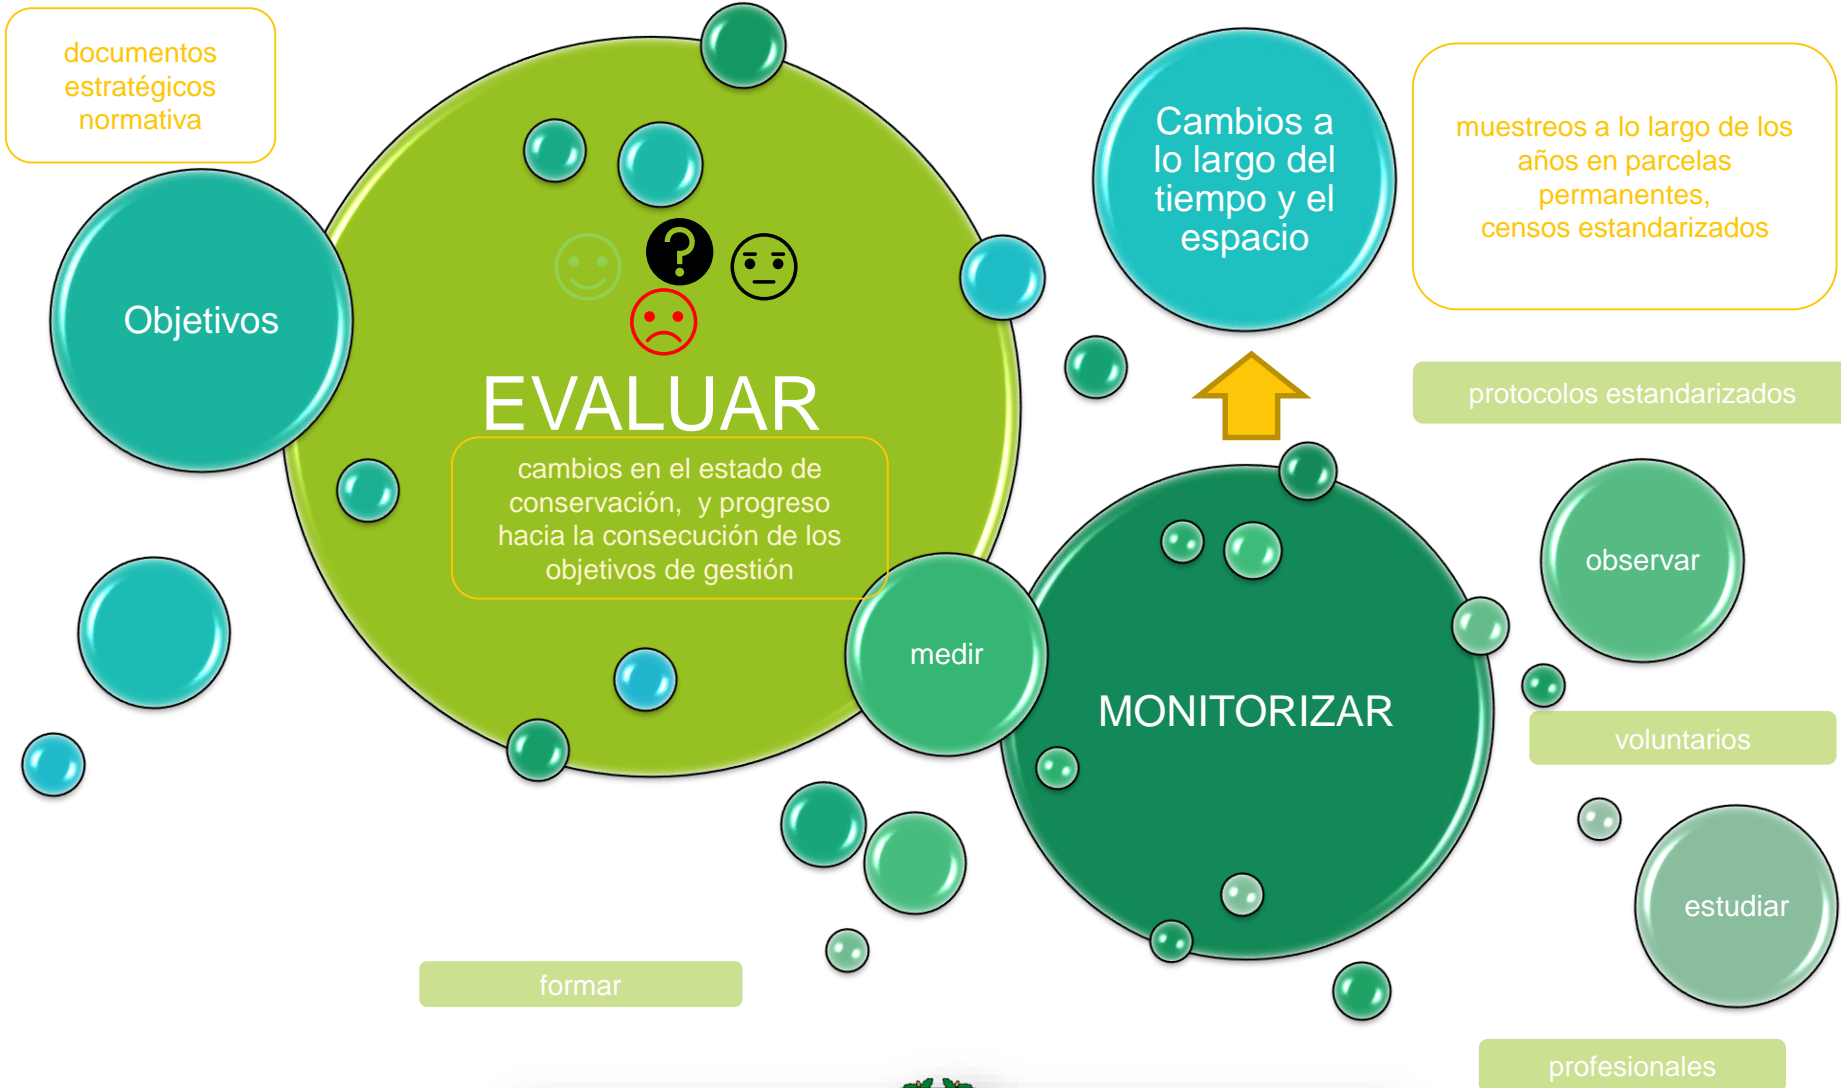 documentos
estratégicos
normativa
Objetivos
?
EVALUAR
cambios en el estado de
conservación, y progreso
hacia la consecución de los
objetivos de gestión
medir
Cambios a
lo largo del
tiempo y el
espacio
muestreos a lo largo de los
años en parcelas
permanentes,
censos estandarizados
protocolos estandarizados
MONITORIZAR
observar
voluntarios
estudiar
formar
profesionales